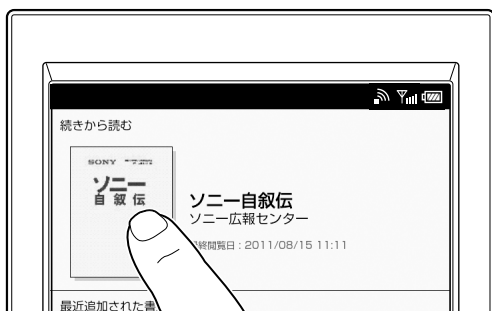 続きから読む
SONY
ソニー
自叙伝
ソニー自叙伝
ソニー広報センター
終閲覧日：2011/08/15 11:11
最近追加された書